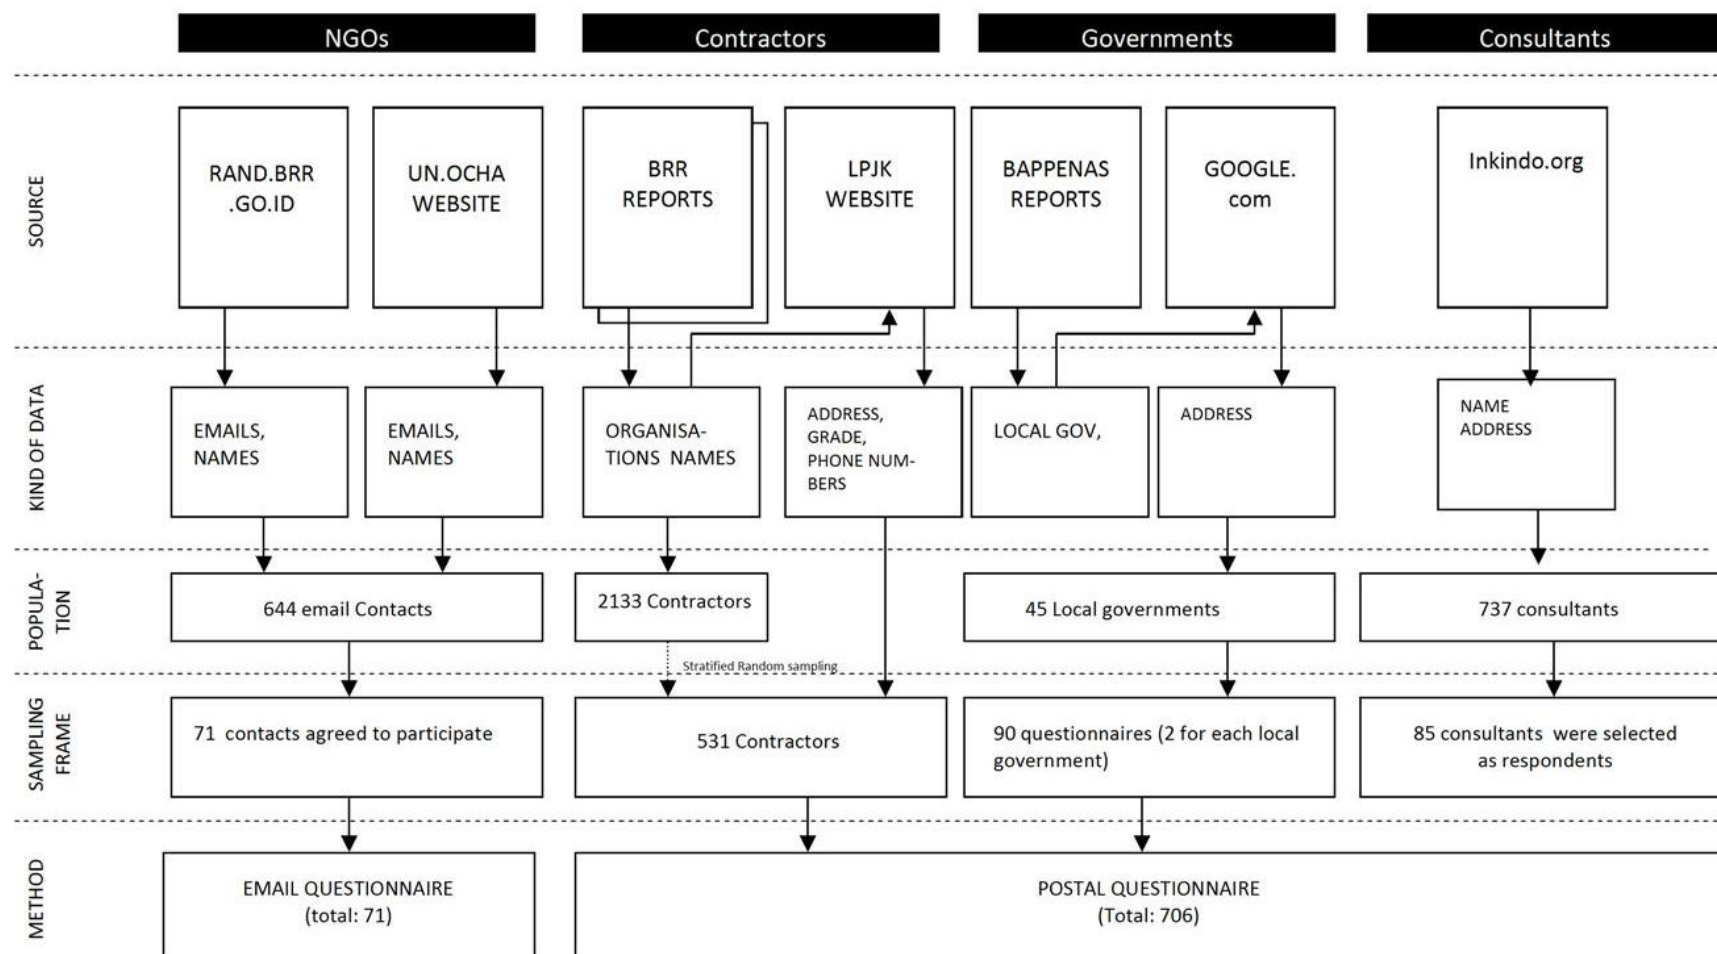 NGOs
Contractors
Governments
Consultants
SOURCE
RAND.BRR
.GO.ID
UN.OCHA
WEBSITE
BRR
REPORTS
LPJK
WEBSITE
BAPPENAS
REPORTS
GOOGLE.
com
Inkindo.org
KIND OF DATA
EMAILS,
NAMES
EMAILS,
NAMES
ORGANISA-
TIONS NAMES
ADDRESS,
GRADE,
PHONE NUM-
BERS
LOCAL GOV,
ADDRESS
NAME
ADDRESS
POPULA-
TION
644 email Contacts
2133 Contractors
45 Local governments
737 consultants
Stratified Random sampling
SAMPLING
FRAME
71 contacts agreed to participate
531 Contractors
90 questionnaires (2 for each local
government)
85 consultants were selected
as respondents
METHOD
EMAIL QUESTIONNAIRE
(total: 71)
POSTAL QUESTIONNAIRE
(Total: 706)